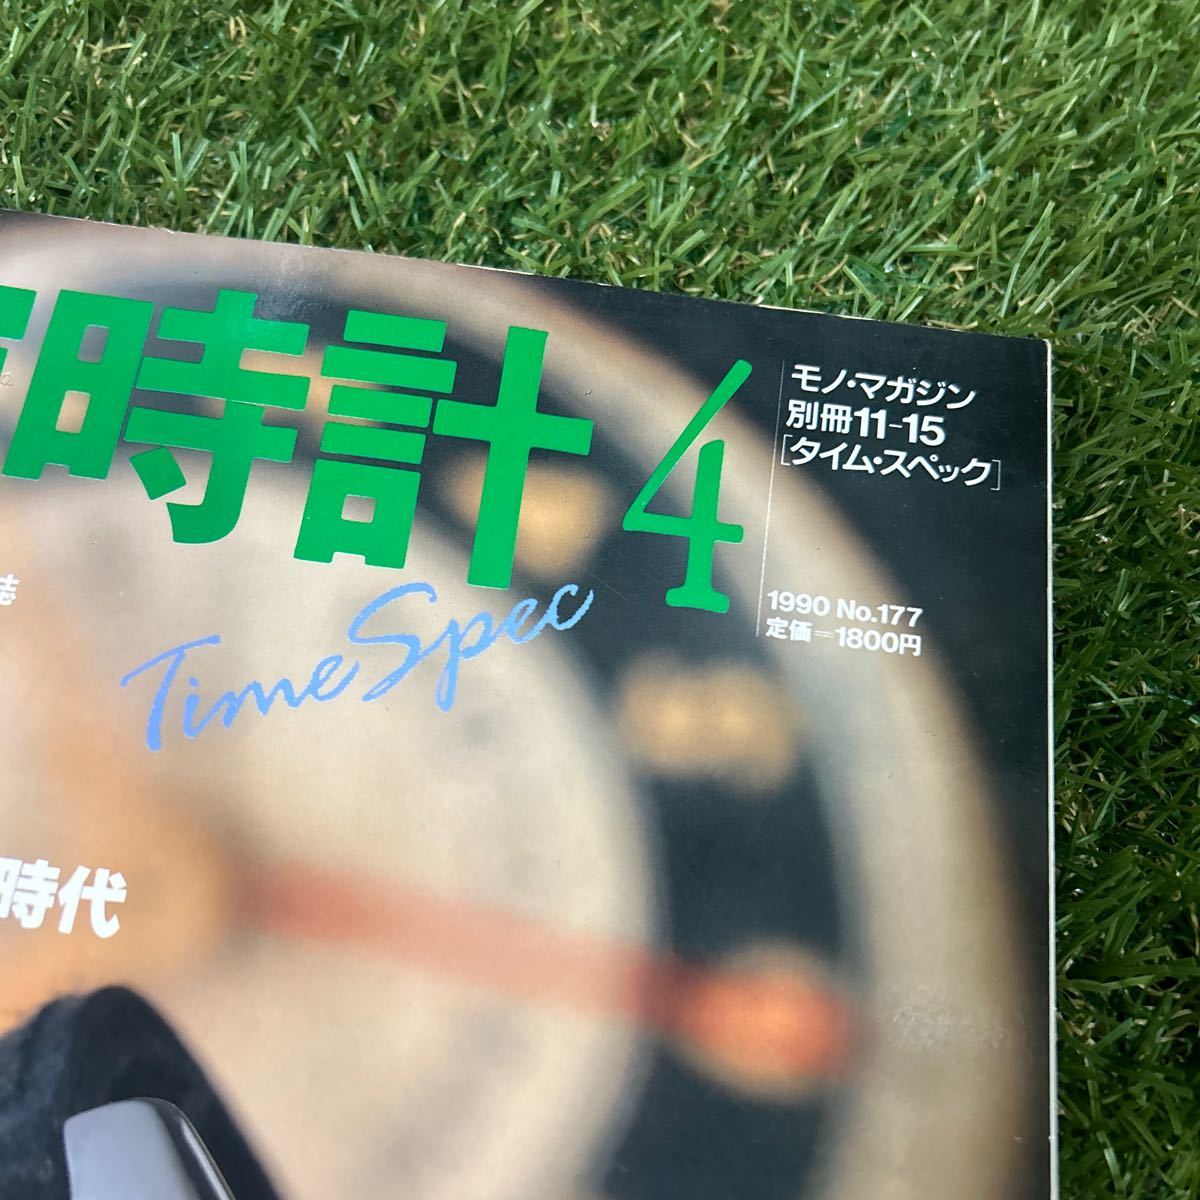 時計 4
モノ・マガジン
別冊11-15
[タイム・スペック]
1990 No.177
定価=1800円
誌
Time Spec
時代